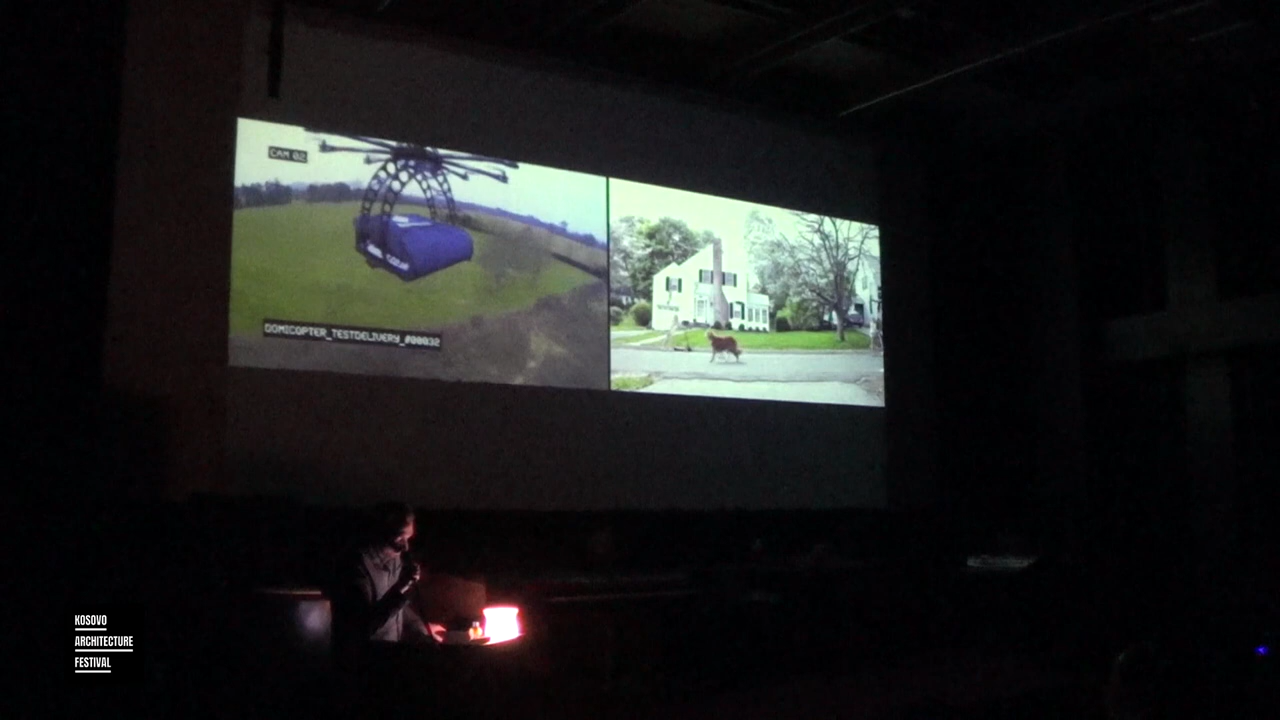 CAM 02
DOMICOPTER_TESTDELIVERY_#00032
KOSOVO
ARCHITECTURE
FESTIVAL